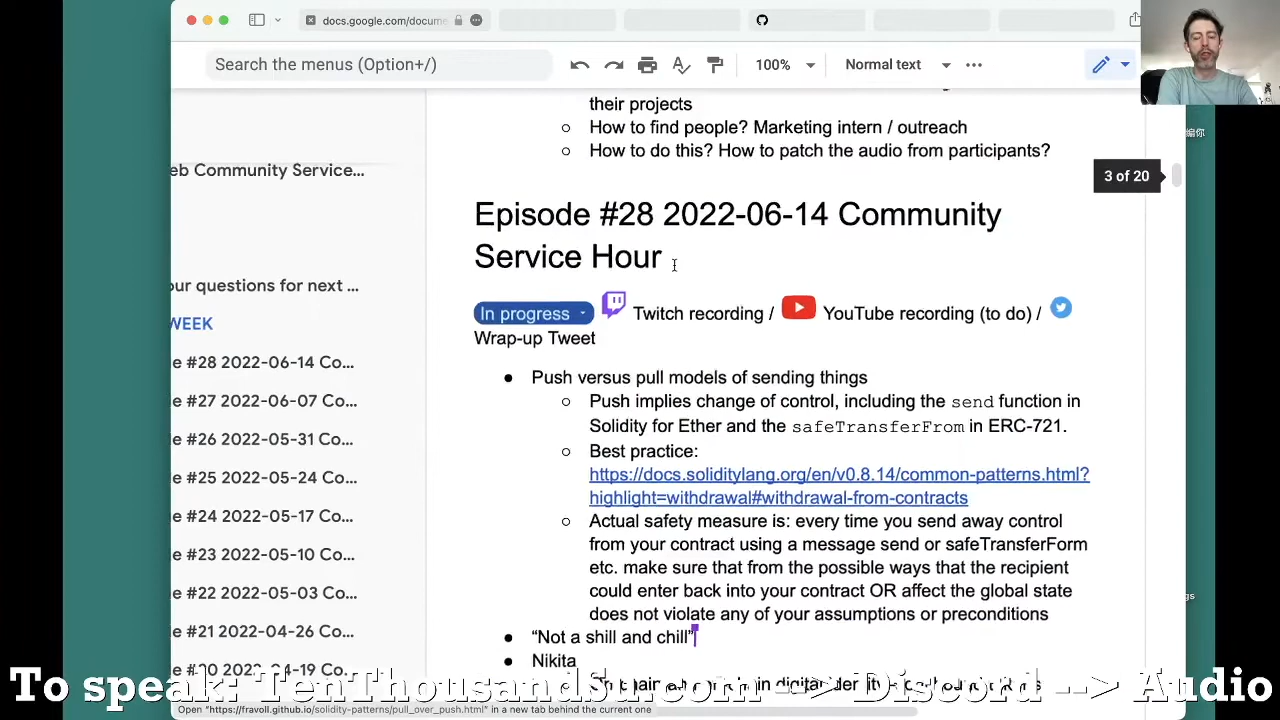 docs.google.com/docume
Search the menus (Option+/)
100%
Normal text
their projects
How to find people? Marketing intern / outreach
How to do this? How to patch the audio from participants?
3 of 20
eb Community Service...
our questions for next ...
WEEK
e #28 2022-06-14 Co...
e #27 2022-06-07 Co...
e #26 2022-05-31 Co...
e #25 2022-05-24 Co...
e #24 2022-05-17 Co...
e #23 2022-05-10 Co...
e #22 2022-05-03 Co...
e #21 2022-04-26 Co...
e #20 2022-04-19 Co...
Episode #28 2022-06-14 Community
Service Hour
In progress Twitch recording / YouTube recording (to do) /
Wrap-up Tweet
Push versus pull models of sending things
Push implies change of control, including the send function in
Solidity for Ether and the safeTransferFrom in ERC-721.
Best practice:
https://docs.soliditylang.org/en/v0.8.14/common-patterns.html?
highlight=withdrawal#withdrawal-from-contracts
Actual safety measure is: every time you send away control
from your contract using a message send or safeTransferForm
etc. make sure that from the possible ways that the recipient
could enter back into your contract OR affect the global state
does not violate any of your assumptions or preconditions
“Not a shill and chill”
Nikita
To speak: TenThousandSu.com --> Discord --> Audio
Open "https://fravoll.github.io/solidity-patterns/pull_over_push.html" in a new tab behind the current one